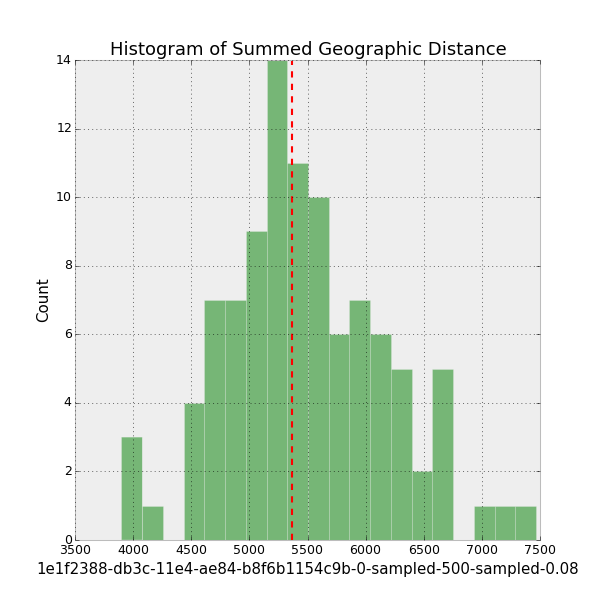 Histogram of Summed Geographic Distance
14
12
10
8
6
4
2
0
Count
3500 4000 4500 5000 5500 6000 6500 7000 7500
1e1f2388-db3c-11e4-ae84-b8f6b1154c9b-0-sampled-500-sampled-0.08